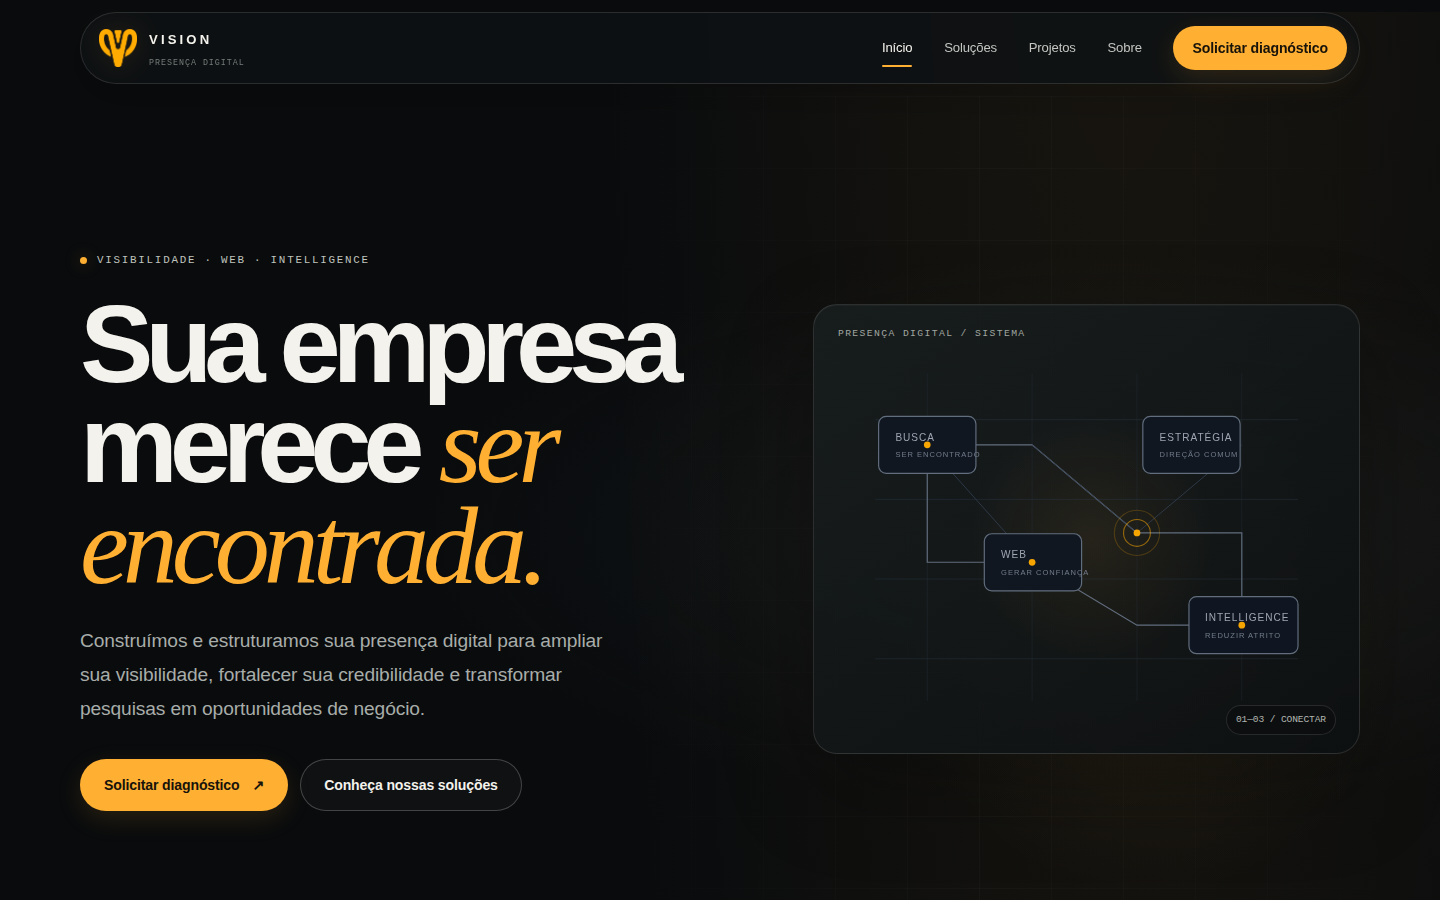 VISION
PRESENÇA DIGITAL
Início
Soluções
Projetos
Sobre
Solicitar diagnóstico
VISIBILIDADE · WEB · INTELLIGENCE
Sua empresa
merece ser
encontrada.
Construímos e estruturamos sua presença digital para ampliar
sua visibilidade, fortalecer sua credibilidade e transformar
pesquisas em oportunidades de negócio.
Solicitar diagnóstico ↗
Conheça nossas soluções
PRESENÇA DIGITAL / SISTEMA
BUSCA
SER ENCONTRADO
ESTRATÉGIA
DIREÇÃO COMUM
WEB
GERAR CONFIANÇA
INTELLIGENCE
REDUZIR ATRITO
01—03 / CONECTAR